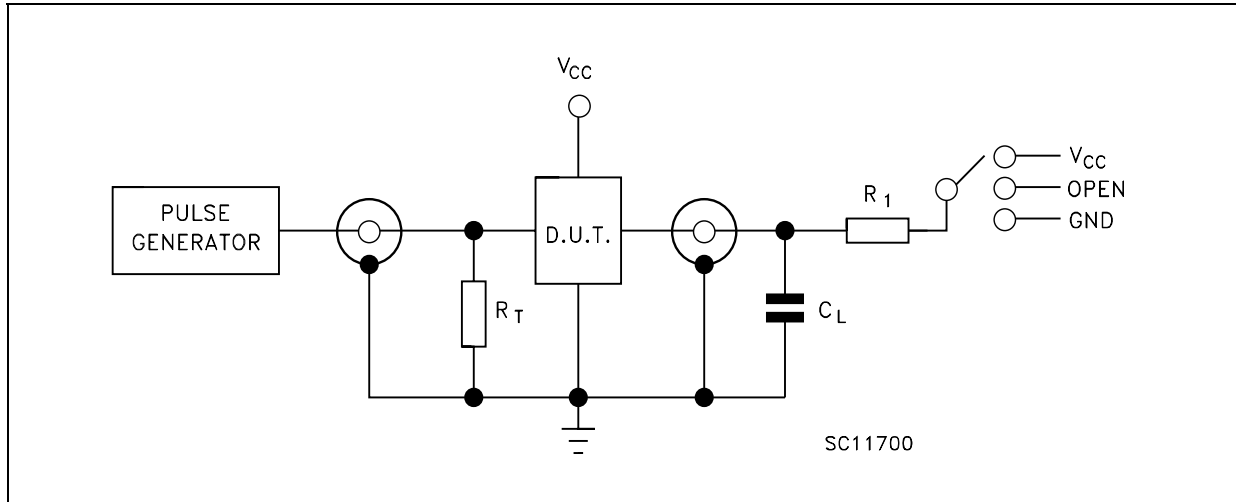 VCC
PULSE
GENERATOR
D.U.T.
RT
CL
R1
VCC
OPEN
GND
SC11700